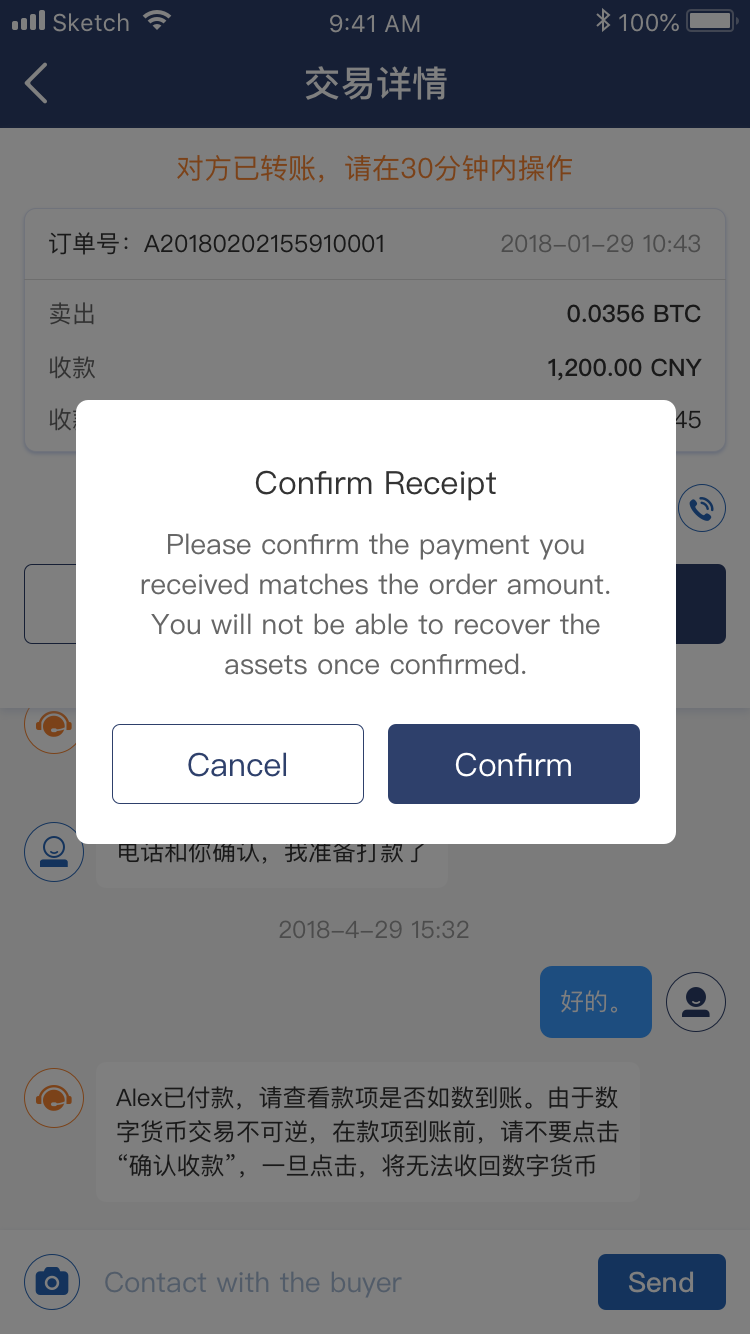 Sketch
9:41 AM
100%
交易详情
对方已转账，请在30分钟内操作
订单号：A20180202155910001
2018-01-29 10:43
卖出
0.0356 BTC
收款
1,200.00 CNY
收
45
Confirm Receipt
Please confirm the payment you
received matches the order amount.
You will not be able to recover the
assets once confirmed.
Cancel
Confirm
电话和你确认，我准备打款了
2018-4-29 15:32
好的。
Alex已付款，请查看款项是否如数到账。由于数
字货币交易不可逆，在款项到账前，请不要点击
“确认收款”，一旦点击，将无法收回数字货币
Contact with the buyer
Send